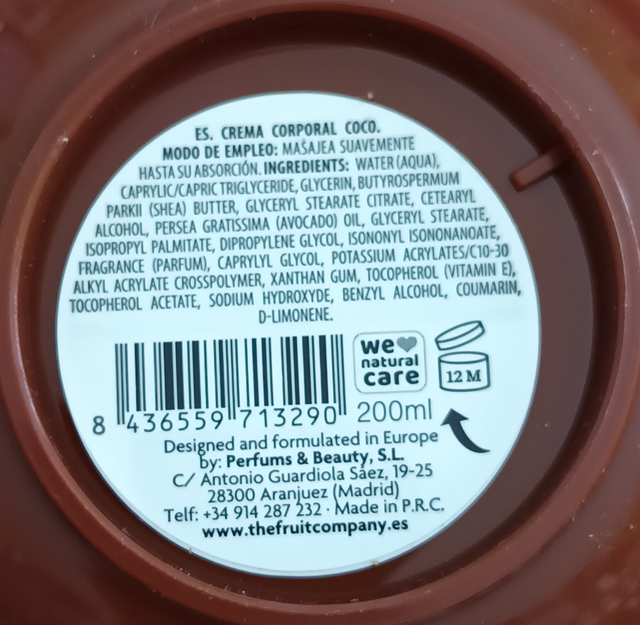 ES. CREMA CORPORAL COCO.
MODO DE EMPLEO: MASAJEA SUAVEMENTE
HASTA SU ABSORCIÓN. INGREDIENTS: WATER (AQUA),
CAPRYLIC/CAPRIC TRIGLYCERIDE, GLYCERIN, BUTYROSPERMUM
PARKII (SHEA) BUTTER, GLYCERYL STEARATE CITRATE, CETEARYL
ALCOHOL, PERSEA GRATISSIMA (AVOCADO) OIL, GLYCERYL STEARATE,
ISOPROPYL PALMITATE, DIPROPYLENE GLYCOL, ISONONYL ISONONANOATE,
FRAGRANCE (PARFUM), CAPRYLYL GLYCOL, POTASSIUM ACRYLATES/C10-30
ALKYL ACRYLATE CROSSPOLYMER, XANTHAN GUM, TOCOPHEROL (VITAMIN E),
TOCOPHEROL ACETATE, SODIUM HYDROXYDE, BENZYL ALCOHOL, COUMARIN,
D-LIMONENE.
we
natural
care
12 M
8 436559 713290 200ml
Designed and formulated in Europe
by: Perfums & Beauty, S.L.
C/ Antonio Guardiola Sáez, 19-25
28300 Aranjuez (Madrid)
Telf: +34 914 287 232 · Made in P.R.C.
www.thefruitcompany.es